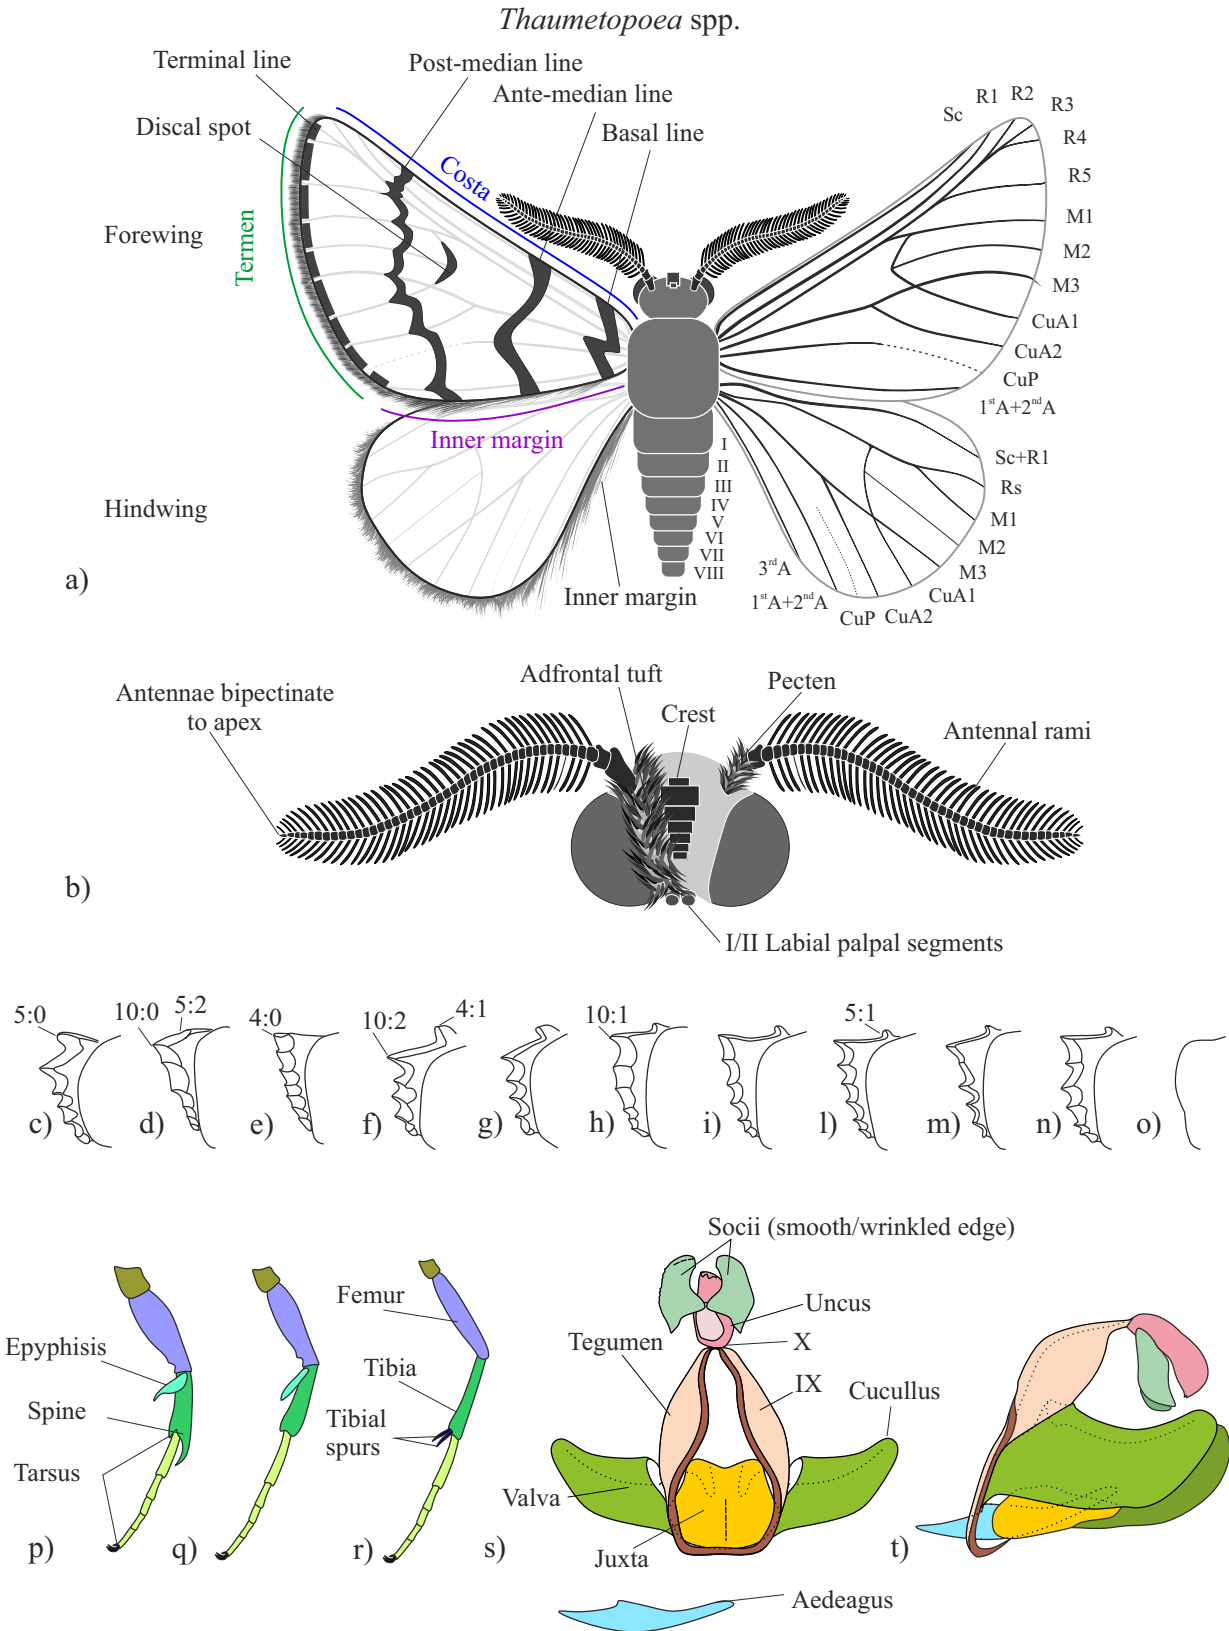 Thaumetopoea spp.
Terminal line
Post-median line
Ante-median line
Discal spot
Basal line
Costa
Termen
Forewing
Inner margin
Hindwing
Inner margin
Sc
R1
R2
R3
R4
R5
M1
M2
M3
CuA1
CuA2
CuP
1stA+2ndA
Sc+R1
Rs
M1
M2
M3
CuA1
CuA2
CuP
1stA+2ndA
3rdA
I
II
III
IV
V
VI
VII
VIII
a)
Adfrontal tuft
Pecten
Antennae bipectinate
to apex
Crest
Antennal rami
b)
I/II Labial palpal segments
5:0
10:0
5:2
4:0
10:2
4:1
10:1
5:1
c)
d)
e)
f)
g)
h)
i)
l)
m)
n)
o)
Socii (smooth/wrinkled edge)
Femur
Uncus
Epyphisis
Tegumen
X
Tibia
IX
Cucullus
Spine
Tibial
spurs
Tarsus
Valva
Juxta
p)
q)
r)
s)
t)
Aedeagus